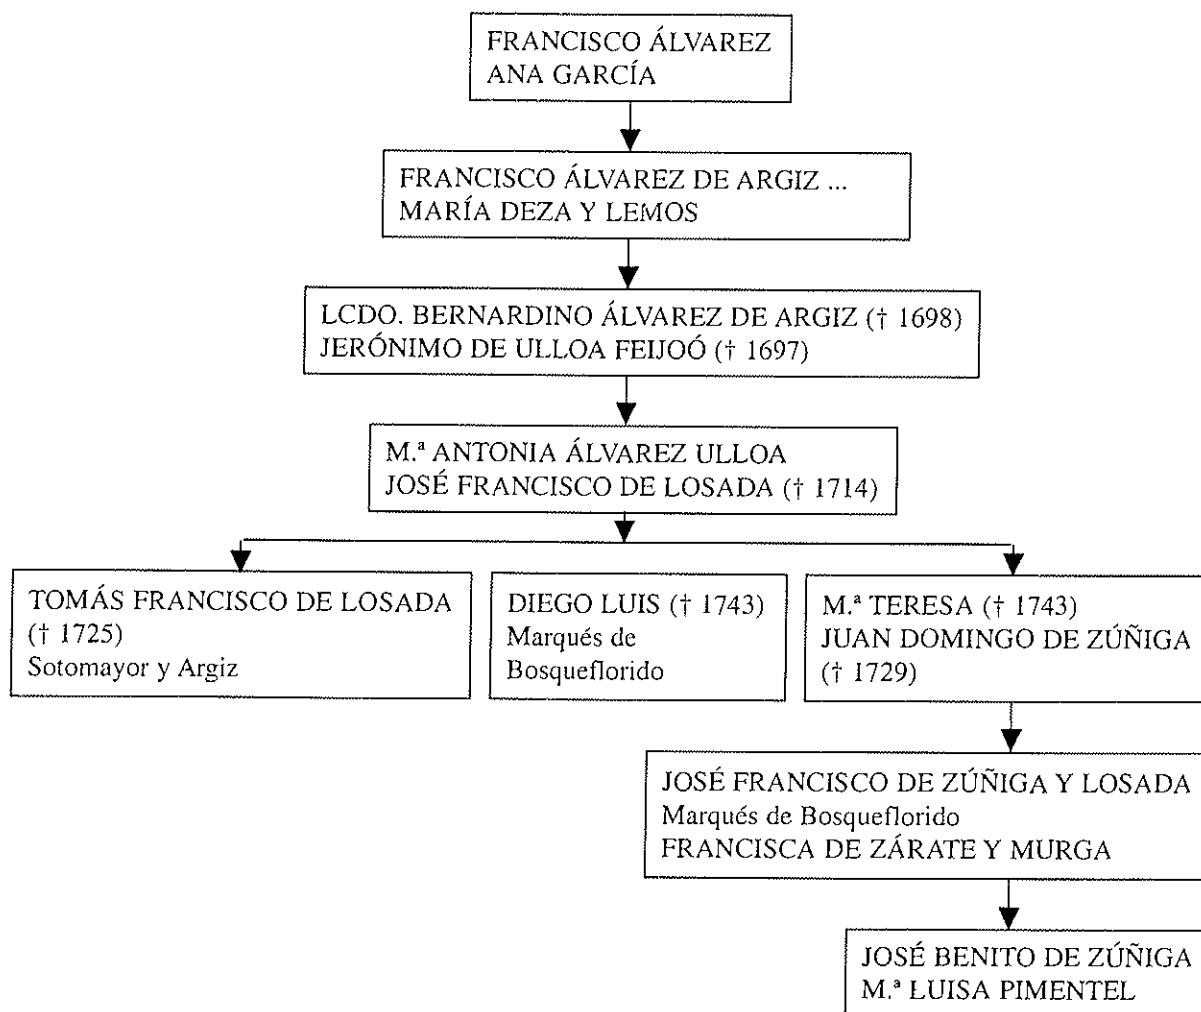 FRANCISCO ÁLVAREZ
ANA GARCÍA
FRANCISCO ÁLVAREZ DE ARGIZ ...
MARÍA DEZA Y LEMOS
LCDO. BERNARDINO ÁLVAREZ DE ARGIZ († 1698)
JERÓNIMO DE ULLOA FEIJOÓ († 1697)
M.ª ANTONIA ÁLVAREZ ULLOA
JOSÉ FRANCISCO DE LOSADA († 1714)
TOMÁS FRANCISCO DE LOSADA
(† 1725)
Sotomayor y Argiz
DIEGO LUIS († 1743)
Marqués de
Bosqueflorido
M.ª TERESA († 1743)
JUAN DOMINGO DE ZÚÑIGA
(† 1729)
JOSÉ FRANCISCO DE ZÚÑIGA Y LOSADA
Marqués de Bosqueflorido
FRANCISCA DE ZÁRATE Y MURGA
JOSÉ BENITO DE ZÚÑIGA
M.ª LUISA PIMENTEL